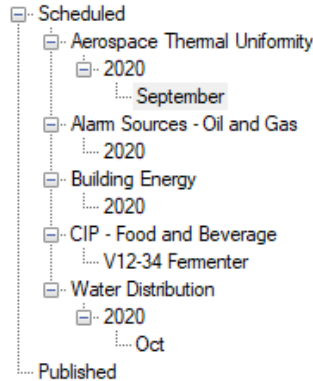 Scheduled
Aerospace Thermal Uniformity
2020
September
Alarm Sources - Oil and Gas
2020
Building Energy
2020
CIP - Food and Beverage
V12-34 Fermenter
Water Distribution
2020
Oct
Published